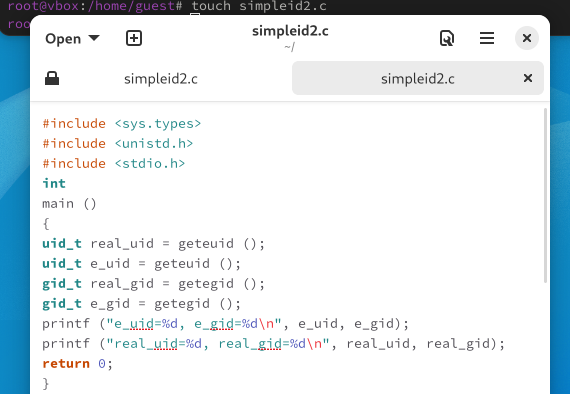 root@vbox:/home/guest# touch simpleid2.c
roo
Open
simpleid2.c
~/
simpleid2.c
simpleid2.c
#include <sys.types>
#include <unistd.h>
#include <stdio.h>
int
main ()
{
uid_t real_uid = geteuid ();
uid_t e_uid = geteuid ();
gid_t real_gid = getegid ();
gid_t e_gid = getegid ();
printf ("e_uid=%d, e_gid=%d\n", e_uid, e_gid);
printf ("real_uid=%d, real_gid=%d\n", real_uid, real_gid);
return 0;
}